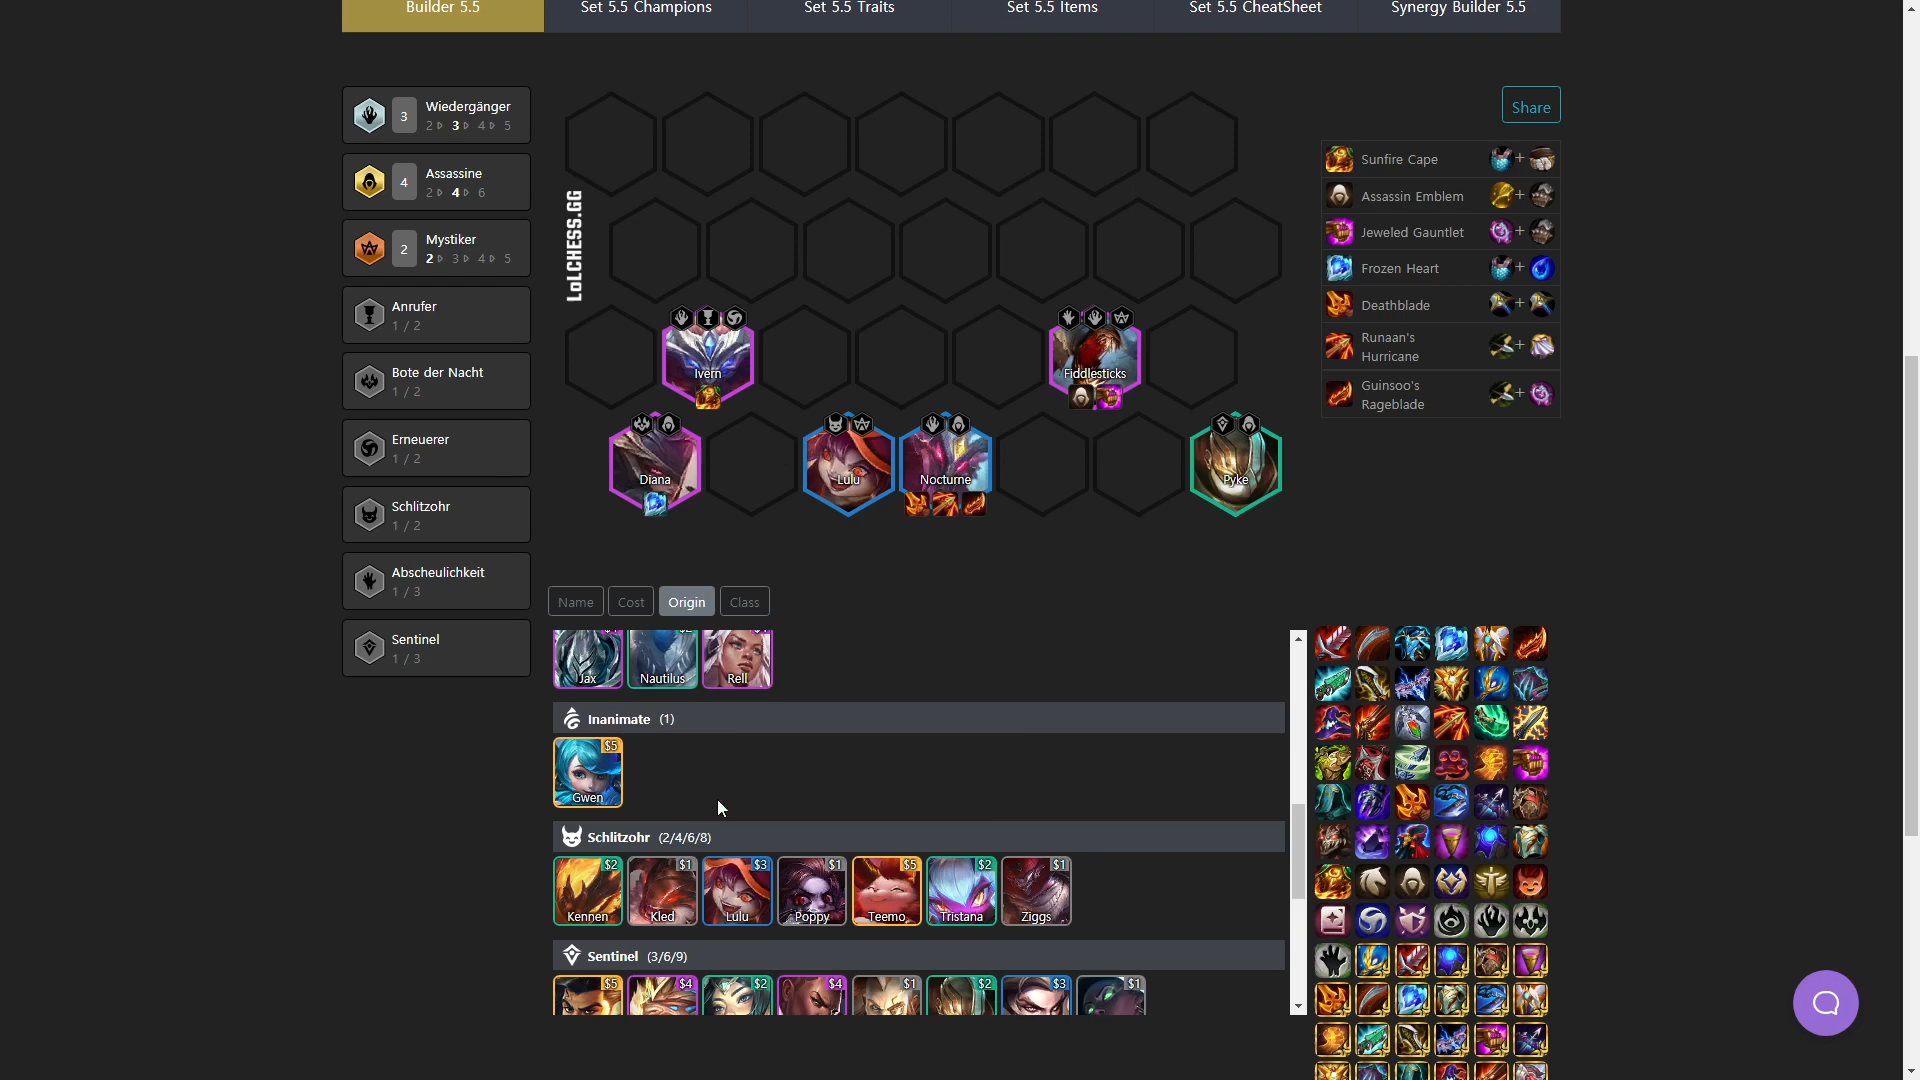 Builder 5.5
Set 5.5 Champions
Set 5.5 Traits
Set 5.5 Items
Set 5.5 CheatSheet
Synergy Builder 5.5
3
Wiedergänger
2 3 4 5
4
Assassine
2 4 6
2
Mystiker
2 3 4 5
Anrufer
1 / 2
Bote der Nacht
1 / 2
Erneuerer
1 / 2
Schlitzohr
1 / 2
Abscheulichkeit
1 / 3
Sentinel
1 / 3
LoLCHESS.GG
Ivern
Fiddlesticks
Diana
Lulu
Nocturne
Pyke
Share
Sunfire Cape
+
Assassin Emblem
+
Jeweled Gauntlet
+
Frozen Heart
+
Deathblade
+
Runaan's
Hurricane
+
Guinsoo's
Rageblade
+
Name
Cost
Origin
Class
Jax
Nautilus
Rell
Inanimate (1)
$5
Gwen
Schlitzohr (2/4/6/8)
$2
$1
$3
$1
$5
$2
$1
Kennen
Kled
Lulu
Poppy
Teemo
Tristana
Ziggs
Sentinel (3/6/9)
$5
$4
$2
$4
$1
$2
$3
$1